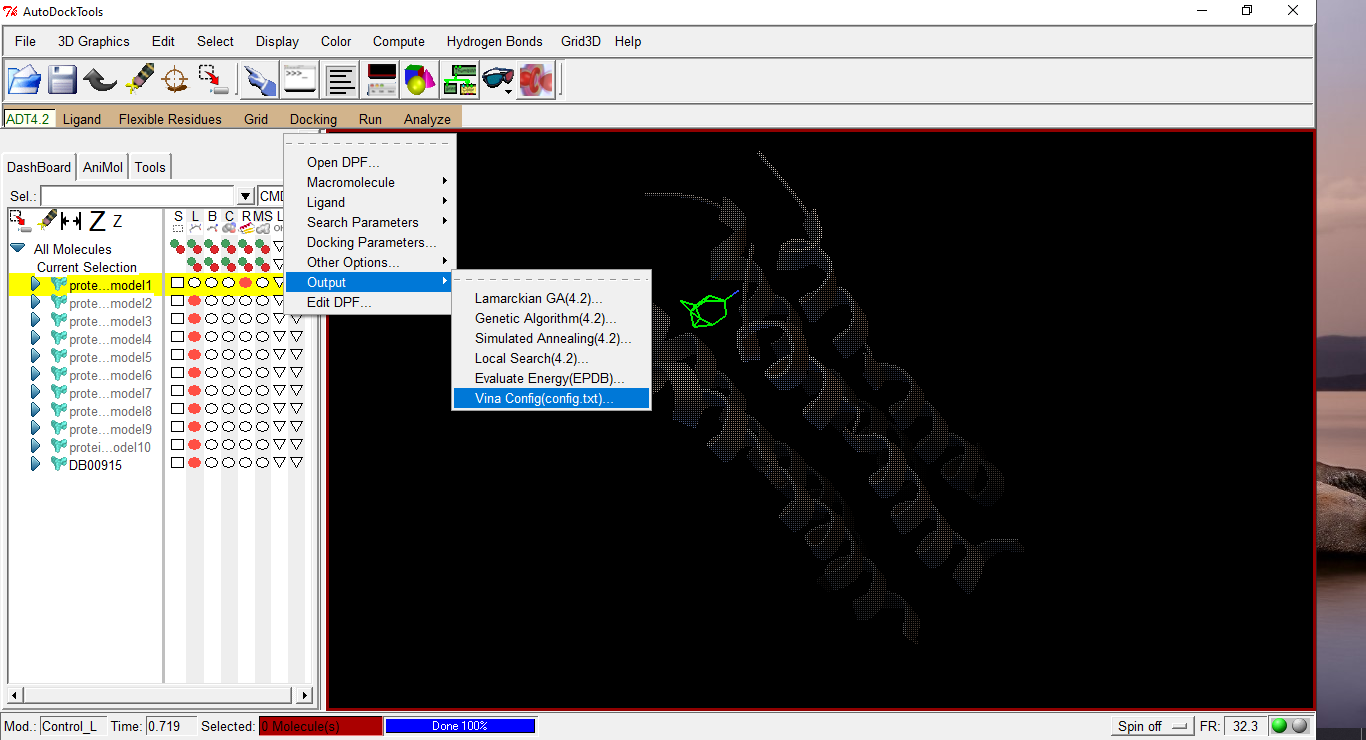 AutoDockTools
File 3D Graphics Edit Select Display Color Compute Hydrogen Bonds Grid3D Help
>>>_
ADT4.2 Ligand Flexible Residues Grid Docking Run Analyze
DashBoard AniMol Tools
Sel.: CMD
Z Z S L B C R MS L
All Molecules
Current Selection
prote...model1
prote...model2
prote...model3
prote...model4
prote...model5
prote...model6
prote...model7
prote...model8
prote...model9
protei...odel10
DB00915
Open DPF...
Macromolecule
Ligand
Search Parameters
Docking Parameters...
Other Options...
Output
Edit DPF...
Lamarckian GA(4.2)...
Genetic Algorithm(4.2)...
Simulated Annealing(4.2)...
Local Search(4.2)...
Evaluate Energy(EPDB)...
Vina Config(config.txt)...
Mod.: Control_L Time: 0.719 Selected: 0 Molecule(s) Done 100% Spin off FR: 32.3